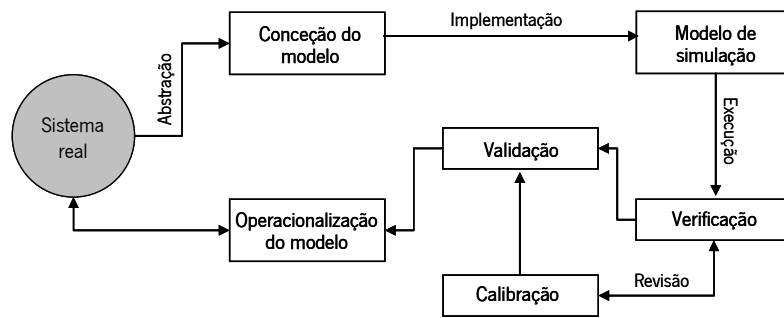 Sistema
real
Abstração
Conceção do
modelo
Implementação
Modelo de
simulação
Execução
Verificação
Revisão
Calibração
Validação
Operacionalização
do modelo